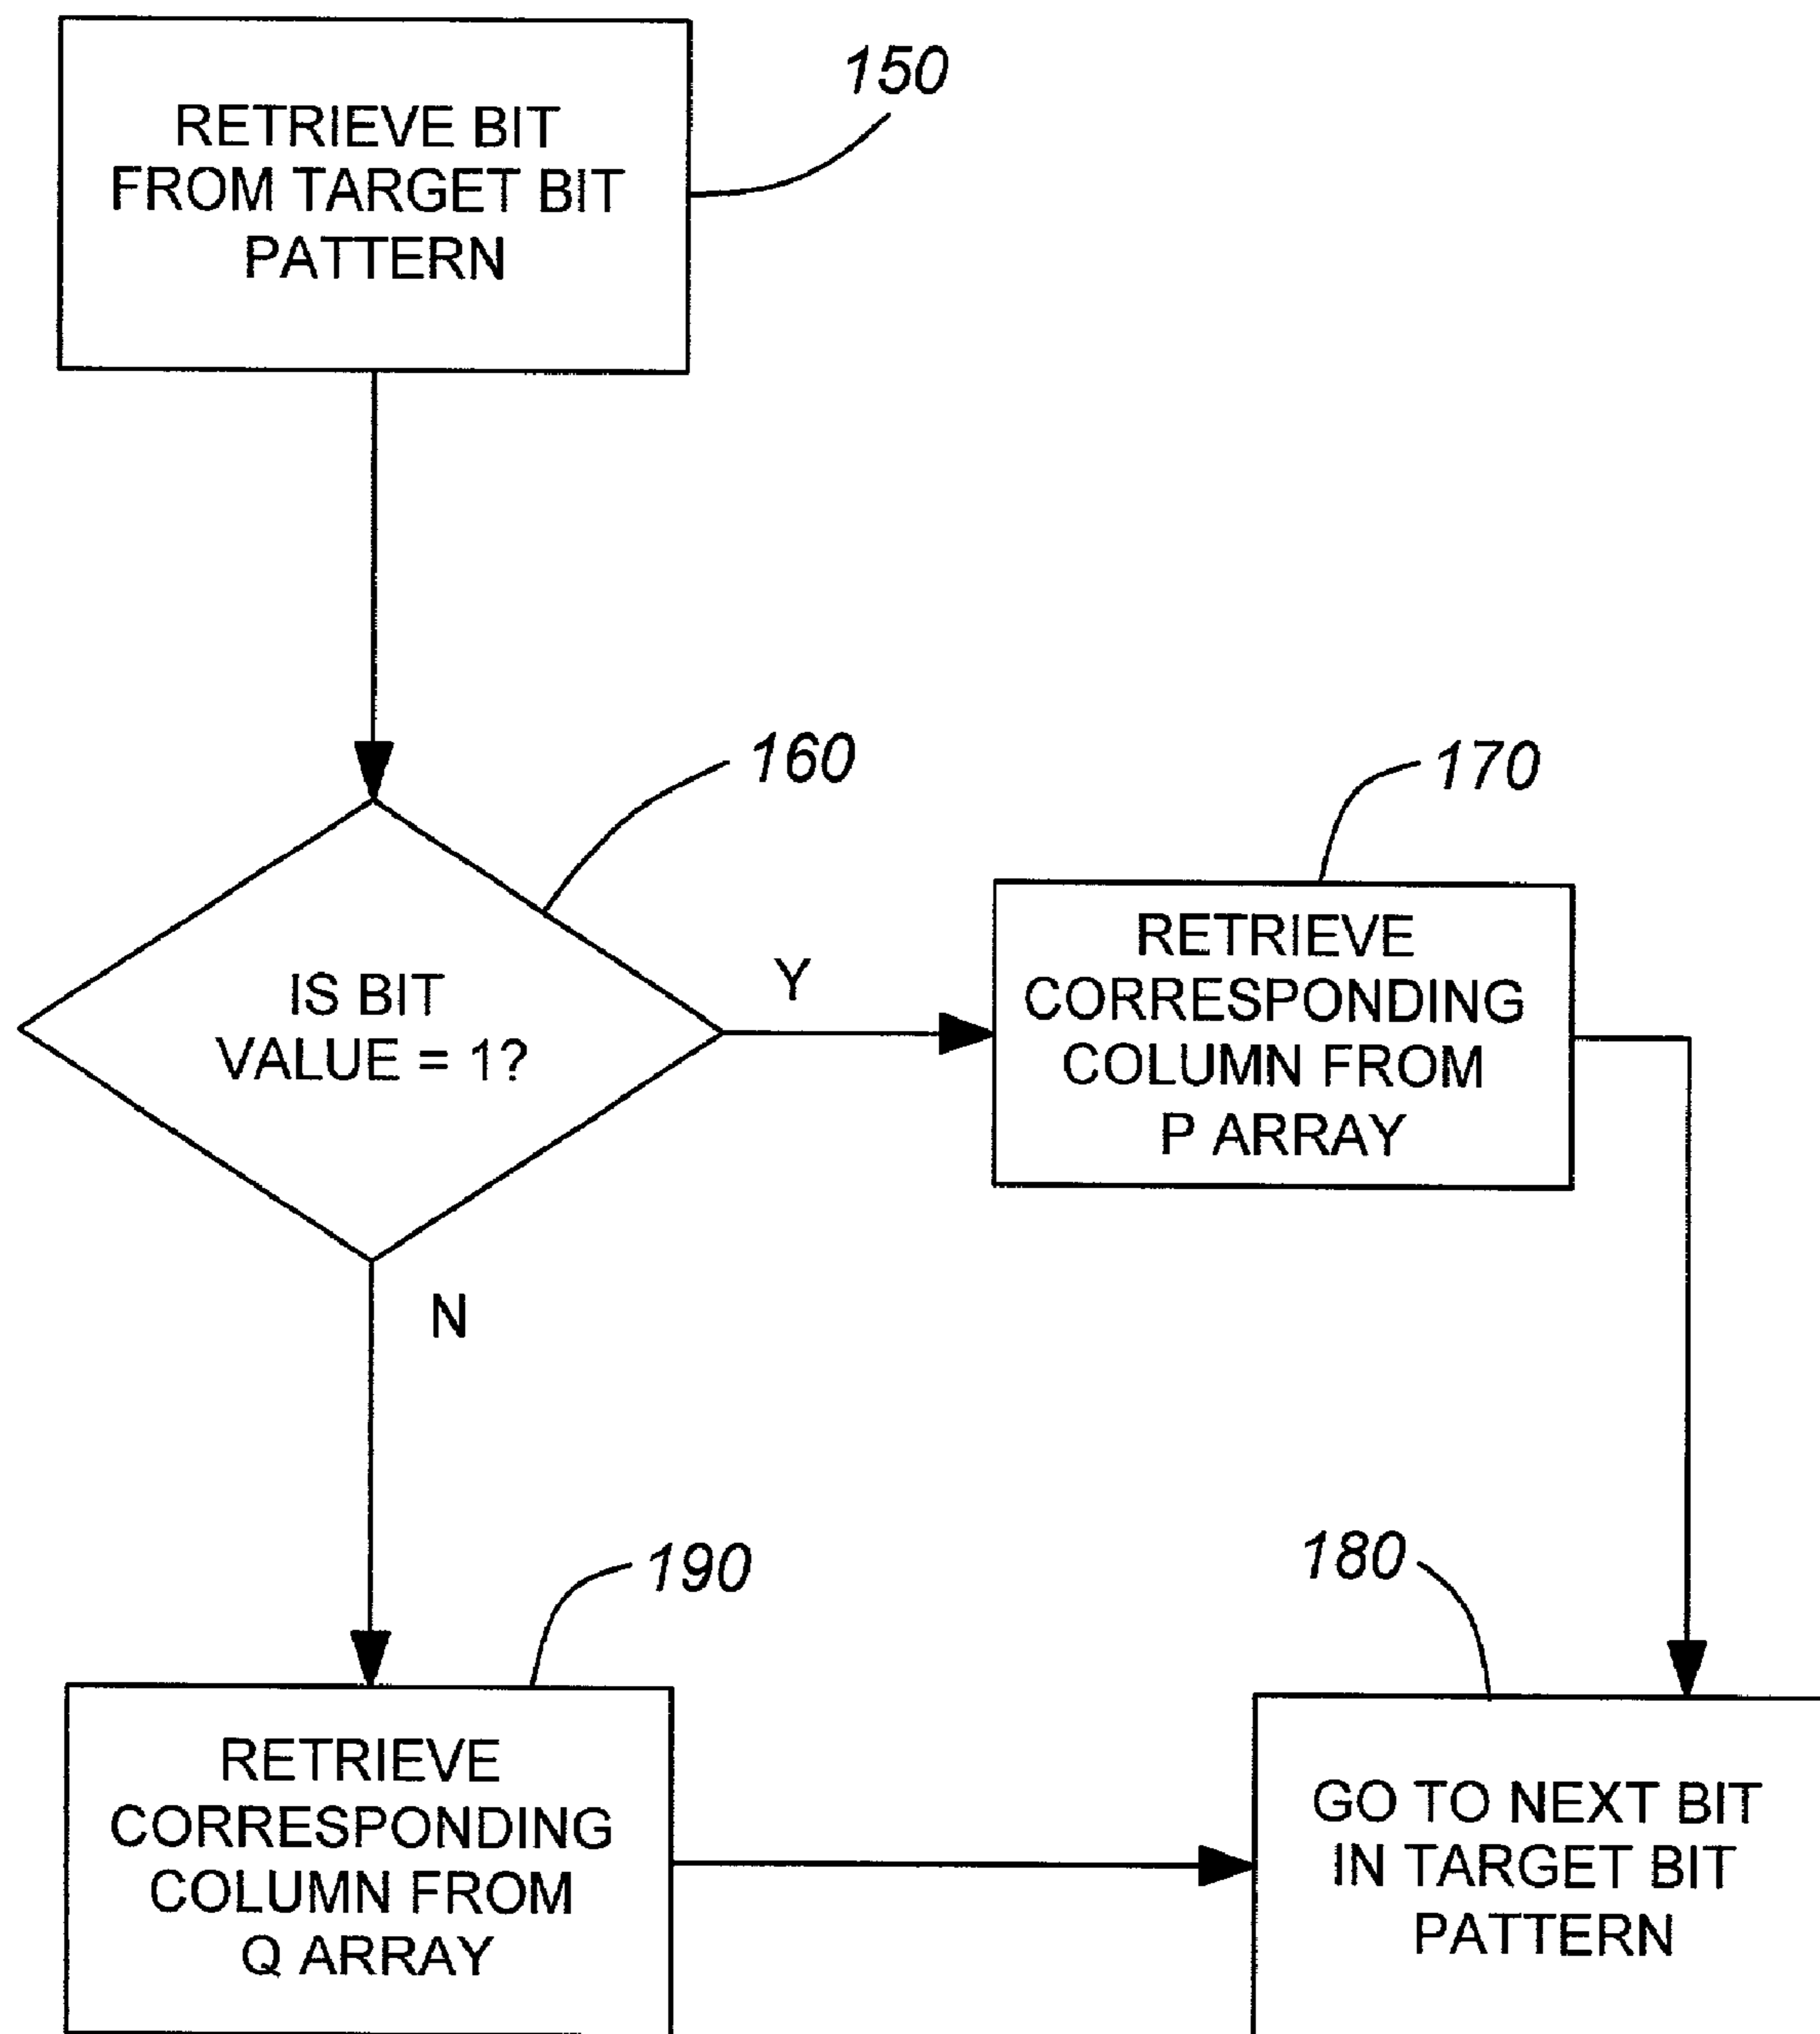 RETRIEVE BIT
FROM TARGET BIT
PATTERN
150
IS BIT
VALUE = 1?
160
Y
N
RETRIEVE
CORRESPONDING
COLUMN FROM
P ARRAY
170
RETRIEVE
CORRESPONDING
COLUMN FROM
Q ARRAY
190
GO TO NEXT BIT
IN TARGET BIT
PATTERN
180